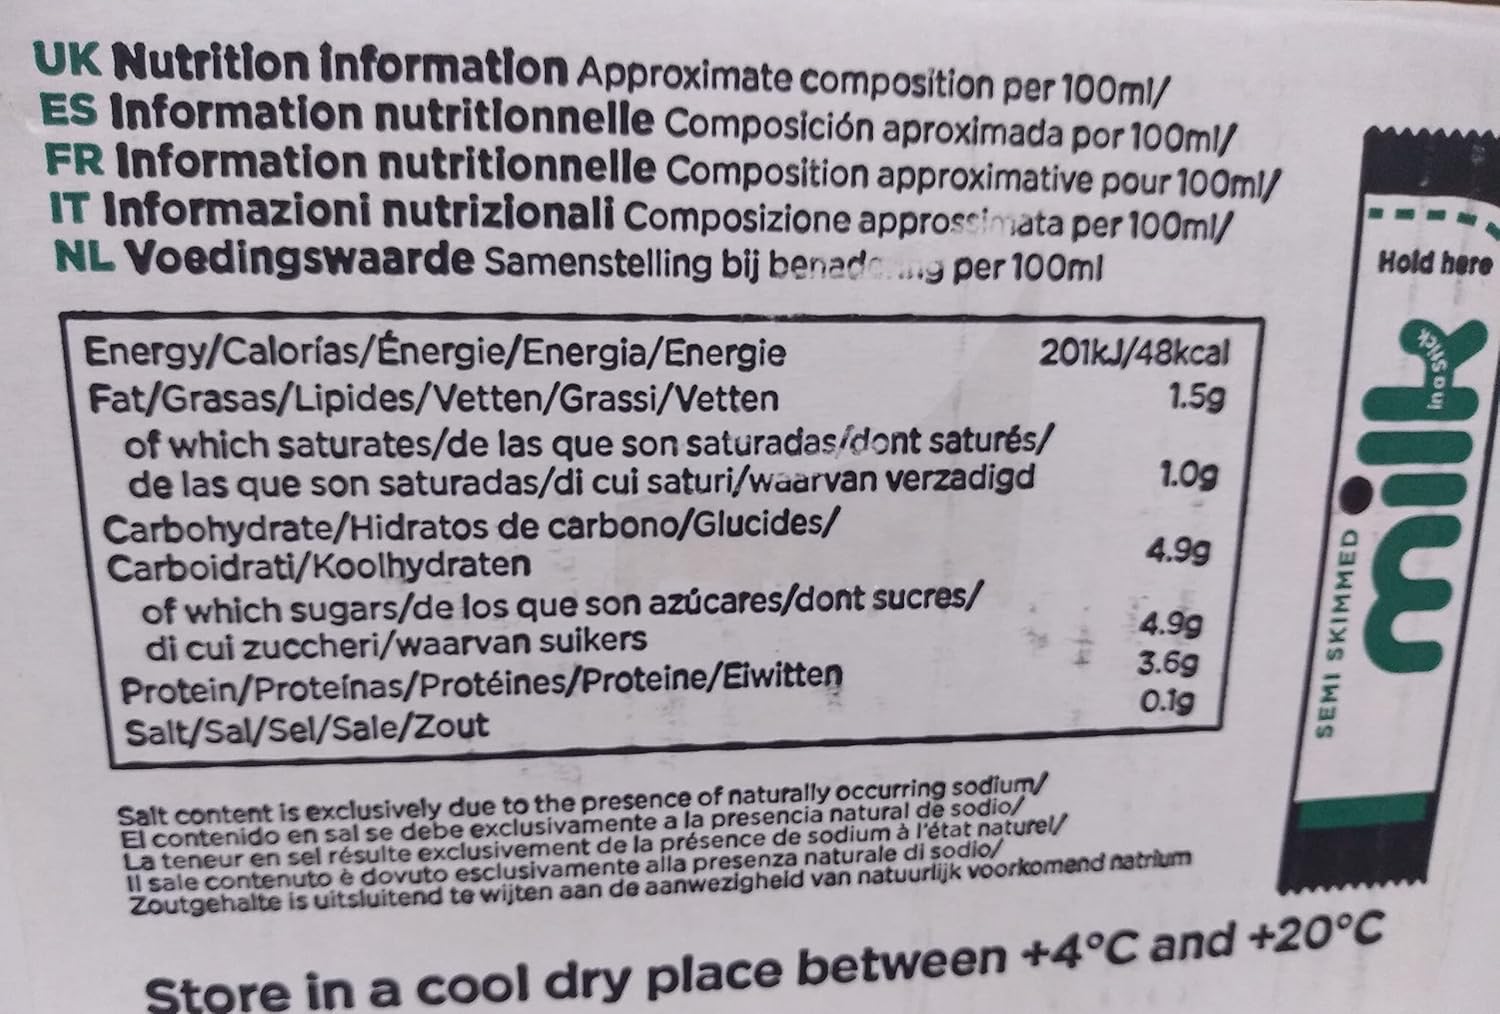 UK Nutrition information Approximate composition per 100ml/
ES Information nutritionnelle Composición aproximada por 100ml/
FR Information nutritionnelle Composition approximative pour 100ml/
IT Informazioni nutrizionali Composizione approssimata per 100ml/
NL Voedingswaarde Samenstelling bij per 100ml
Energy/Calorías/Énergie/Energia/Energie 201kJ/48kcal
Fat/Grasas/Lipides/Vetten/Grassi/Vetten 1.5g
of which saturates/de las que son saturadas/dont saturés/
de las que son saturadas/di cui saturi/waarvan verzadigd 1.0g
Carbohydrate/Hidratos de carbono/Glucides/
Carboidrati/Koolhydraten 4.9g
of which sugars/de los que son azúcares/dont sucres/
di cui zuccheri/waarvan suikers 4.9g
Protein/Proteínas/Protéines/Proteine/Eiwitten 3.6g
Salt/Sal/Sel/Sale/Zout 0.1g
Salt content is exclusively due to the presence of naturally occurring sodium/
El contenido en sal se debe exclusivamente a la presencia natural de sodio/
La teneur en sel résulte exclusivement de la présence de sodium à l'état naturel/
Il sale contenuto è dovuto esclusivamente alla presenza naturale di sodio/
Zoutgehalte is uitsluitend te wijten aan de aanwezigheid van natuurlijk voorkomend natrium
Store in a cool dry place between +4°C and +20°C
Hold here
milk
in a stick
SEMI SKIMMED